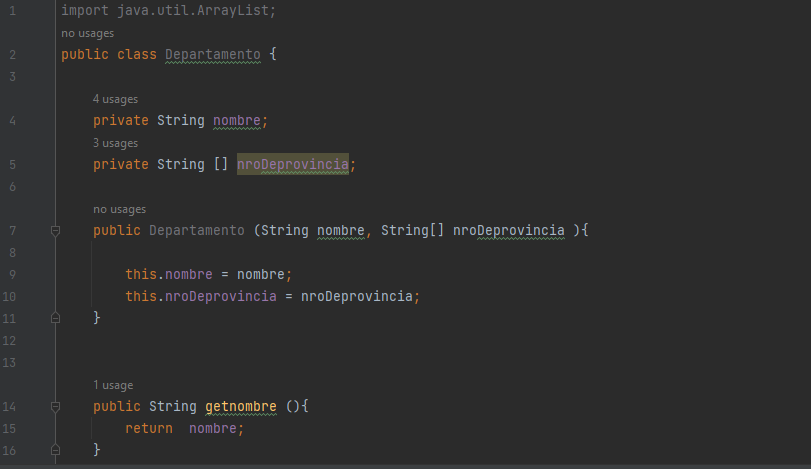 1 import java.util.ArrayList;
no usages
2 public class Departamento {
3
4 usages
4 private String nombre;
3 usages
5 private String [] nroDeprovincia;
6
no usages
7 public Departamento (String nombre, String[] nroDeprovincia ){
8
9 this.nombre = nombre;
10 this.nroDeprovincia = nroDeprovincia;
11 }
12
13
1 usage
14 public String getnombre (){
15 return  nombre;
16 }